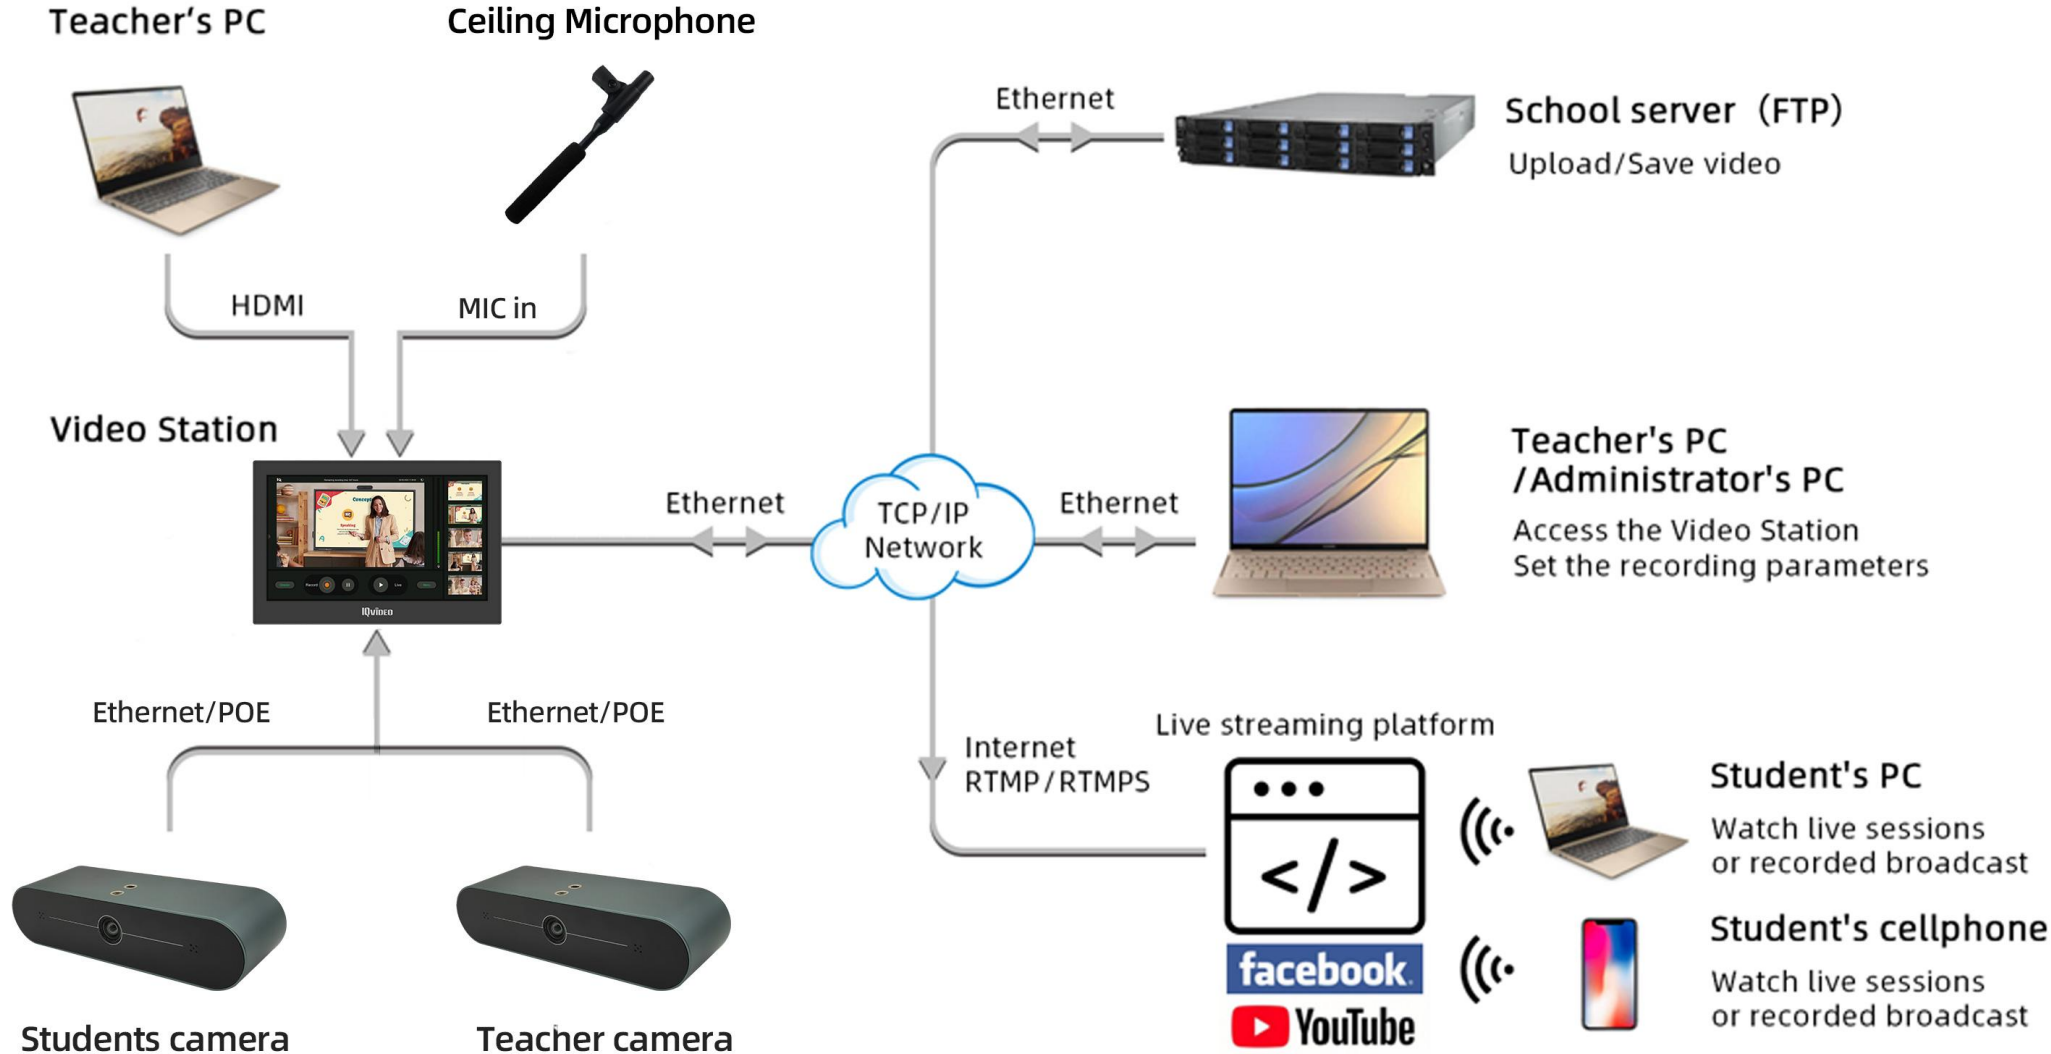 Teacher‘s PC
Ceiling Microphone
HDMI
MIC in
Video Station
IQVIDEO
Ethernet/POE
Ethernet/POE
Students camera
Teacher camera
Ethernet
TCP/IP
Network
Ethernet
School server（FTP）
Upload/Save video
Ethernet
Teacher's PC
/Administrator's PC
Access the Video Station
Set the recording parameters
Internet
RTMP/RTMPS
Live streaming platform
</>
facebook
YouTube
Student's PC
Watch live sessions
or recorded broadcast
Student's cellphone
Watch live sessions
or recorded broadcast